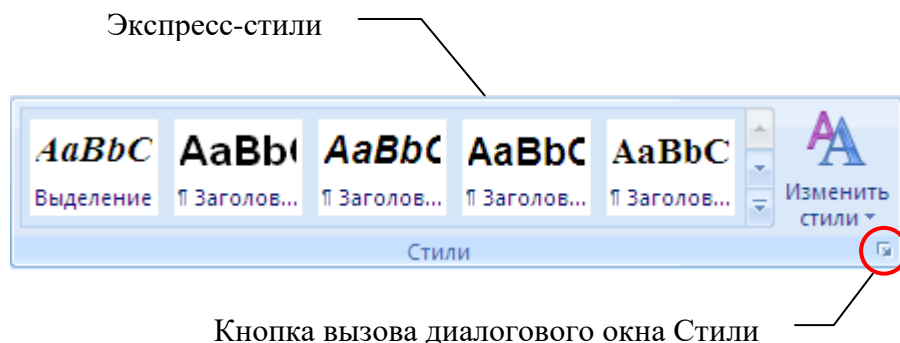 Экспресс-стили
AaBbC AaBb( AaBbC AaBbC AaBbC
Выделение ¶ Заголов... ¶ Заголов... ¶ Заголов... ¶ Заголов...
Изменить
стили
Стили
Кнопка вызова диалогового окна Стили